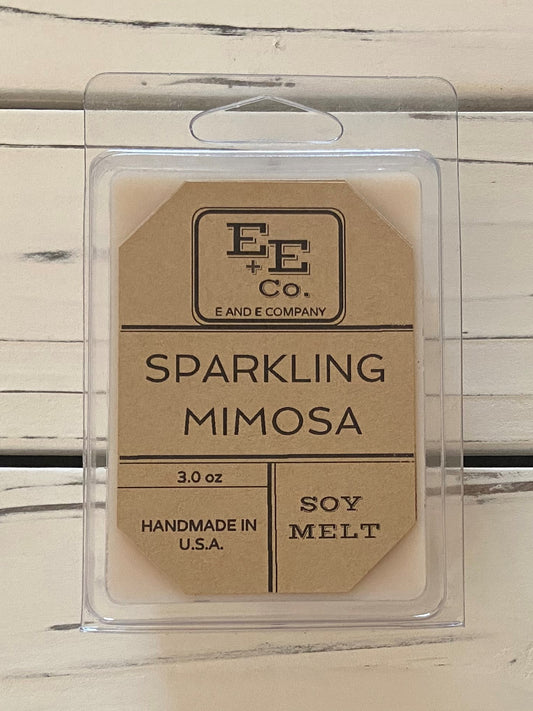 E+E
Co.
E AND E COMPANY
SPARKLING
MIMOSA
3.0 oz
HANDMADE IN
U.S.A.
SOY
MELT